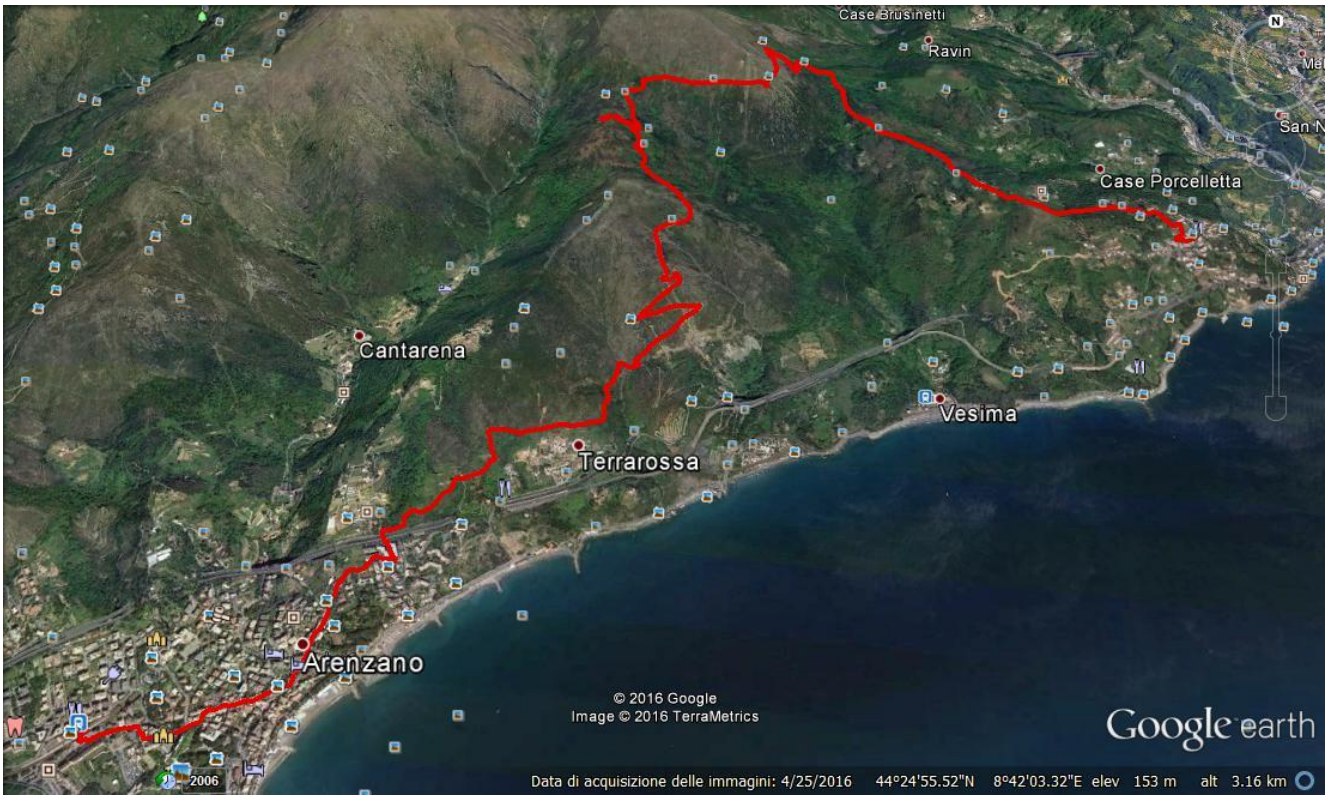 Case Brusinetti
Ravin
N
Mel
San N
Case Porcelletta
Cantarena
Vesima
Terrarossa
Arenzano
© 2016 Google
Image © 2016 TerraMetrics
Google earth
2006
Data di acquisizione delle immagini: 4/25/2016 44°24'55.52"N 8°42'03.32"E elev 153 m alt 3.16 km